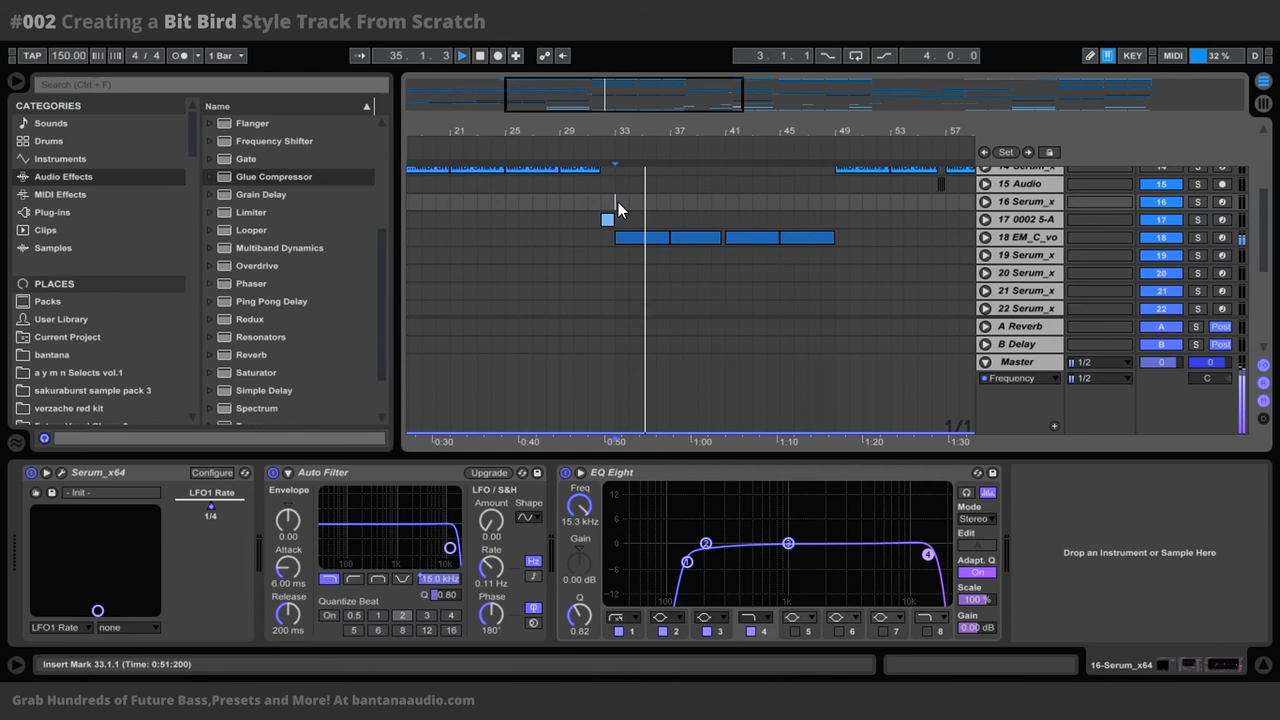 #002 Creating a Bit Bird Style Track From Scratch
TAP 150.00 4 / 4 1 Bar 35. 1. 3 3. 1. 1 4. 0. 0 KEY MIDI 32 % D
Search (Ctrl + F)
CATEGORIES
Sounds
Drums
Instruments
Audio Effects
MIDI Effects
Plug-ins
Clips
Samples
PLACES
Packs
User Library
Current Project
bantana
a y m n Selects vol.1
sakuraburst sample pack 3
verzache red kit
Name
Flanger
Frequency Shifter
Gate
Glue Compressor
Grain Delay
Limiter
Looper
Multiband Dynamics
Overdrive
Phaser
Ping Pong Delay
Redux
Resonators
Reverb
Saturator
Simple Delay
Spectrum
21 25 29 33 37 41 45 49 53 57
Set
15 Audio 15 S
16 Serum_x 16 S
17 0002 5-A 17 S
18 EM_C_vo 18 S
19 Serum_x 19 S
20 Serum_x 20 S
21 Serum_x 21 S
22 Serum_x 22 S
A Reverb A S Post
B Delay B S Post
Master 1/2 0 0
Frequency 1/2 C
1/1
0:30 0:40 0:50 1:00 1:10 1:20 1:30
Serum_x64 Configure
- Init -
LFO1 Rate
1/4
LFO1 Rate none
Auto Filter Upgrade
Envelope
0.00
Attack
6.00 ms
Release
200 ms
100 1k 10k
15.0 kHz
Q 0.80
Quantize Beat
On 0.5 1 2 3 4
5 6 8 12 16
LFO / S&H
Amount Shape
0.00
Rate Hz
0.11 Hz
Phase
180°
EQ Eight
Freq
15.3 kHz
Gain
0.00 dB
Q
0.82
12
6
0
-6
-12
100 1k 10k
1 2 3 4 5 6 7 8
Mode
Stereo
Edit
A
Adapt. Q
On
Scale
100 %
Gain
0.00 dB
Drop an Instrument or Sample Here
Insert Mark 33.1.1 (Time: 0:51:200)
16-Serum_x64
Grab Hundreds of Future Bass,Presets and More! At bantanaaudio.com